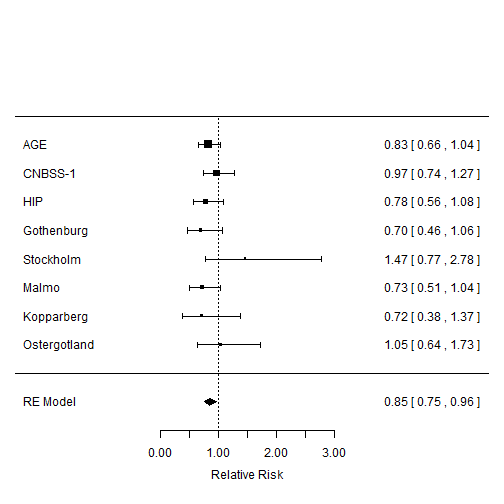 AGE 0.83 [ 0.66 , 1.04 ]
CNBSS-1 0.97 [ 0.74 , 1.27 ]
HIP 0.78 [ 0.56 , 1.08 ]
Gothenburg 0.70 [ 0.46 , 1.06 ]
Stockholm 1.47 [ 0.77 , 2.78 ]
Malmo 0.73 [ 0.51 , 1.04 ]
Kopparberg 0.72 [ 0.38 , 1.37 ]
Ostergotland 1.05 [ 0.64 , 1.73 ]
RE Model 0.85 [ 0.75 , 0.96 ]
0.00 1.00 2.00 3.00
Relative Risk